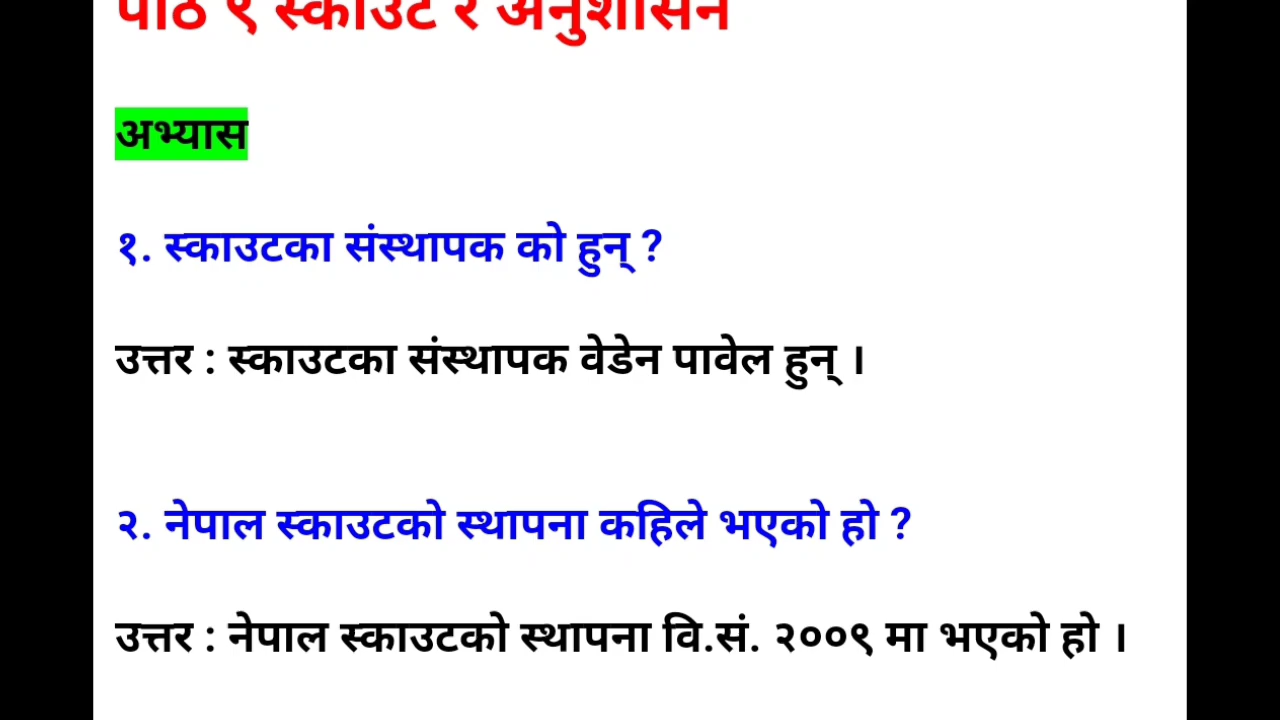 पाठ ९ स्काउट र अनुशासन
अभ्यास
१. स्काउटका संस्थापक को हुन् ?
उत्तर : स्काउटका संस्थापक वेडेन पावेल हुन् ।
२. नेपाल स्काउटको स्थापना कहिले भएको हो ?
उत्तर : नेपाल स्काउटको स्थापना वि.सं. २००९ मा भएको हो ।